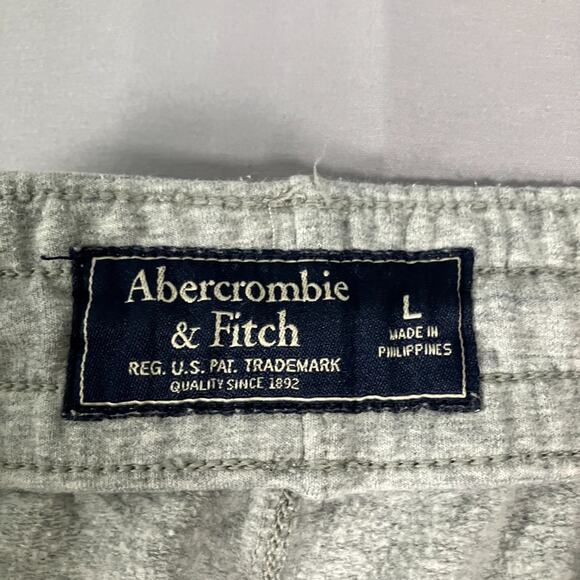 Abercrombie
& Fitch
REG. U.S. PAT. TRADEMARK
QUALITY SINCE 1892
L
MADE IN
PHILIPPINES